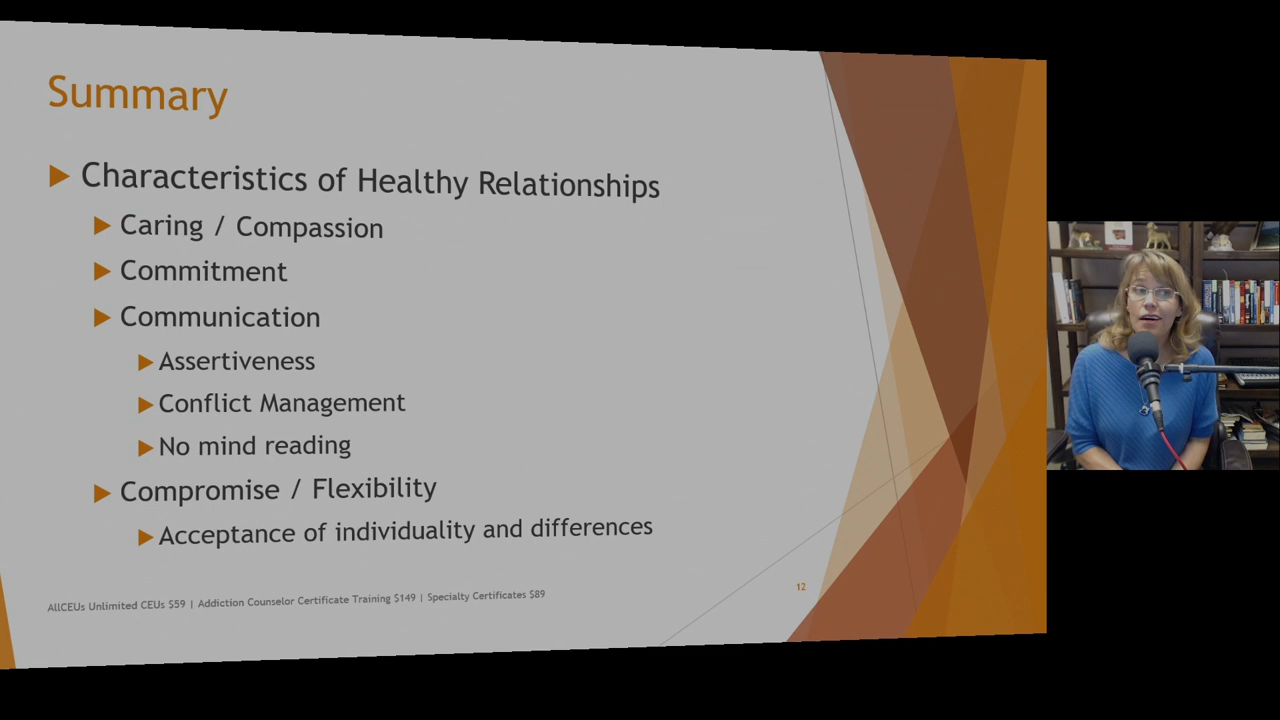 Summary
Characteristics of Healthy Relationships
Caring / Compassion
Commitment
Communication
Assertiveness
Conflict Management
No mind reading
Compromise / Flexibility
Acceptance of individuality and differences
AllCEUs Unlimited CEUs $59 | Addiction Counselor Certificate Training $149 | Specialty Certificates $89
12